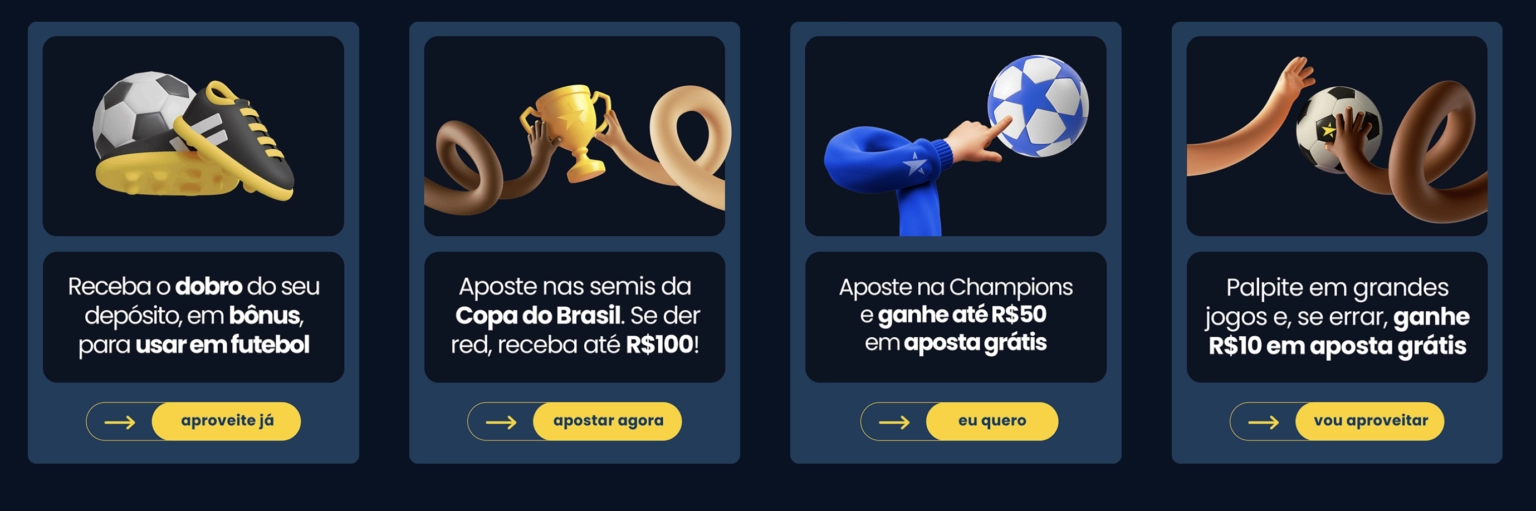 Receba o dobro do seu
depósito, em bônus,
para usar em futebol
aproveite já
Aposte nas semis da
Copa do Brasil. Se der
red, receba até R$100!
apostar agora
Aposte na Champions
e ganhe até R$50
em aposta grátis
eu quero
Palpite em grandes
jogos e, se errar, ganhe
R$10 em aposta grátis
vou aproveitar